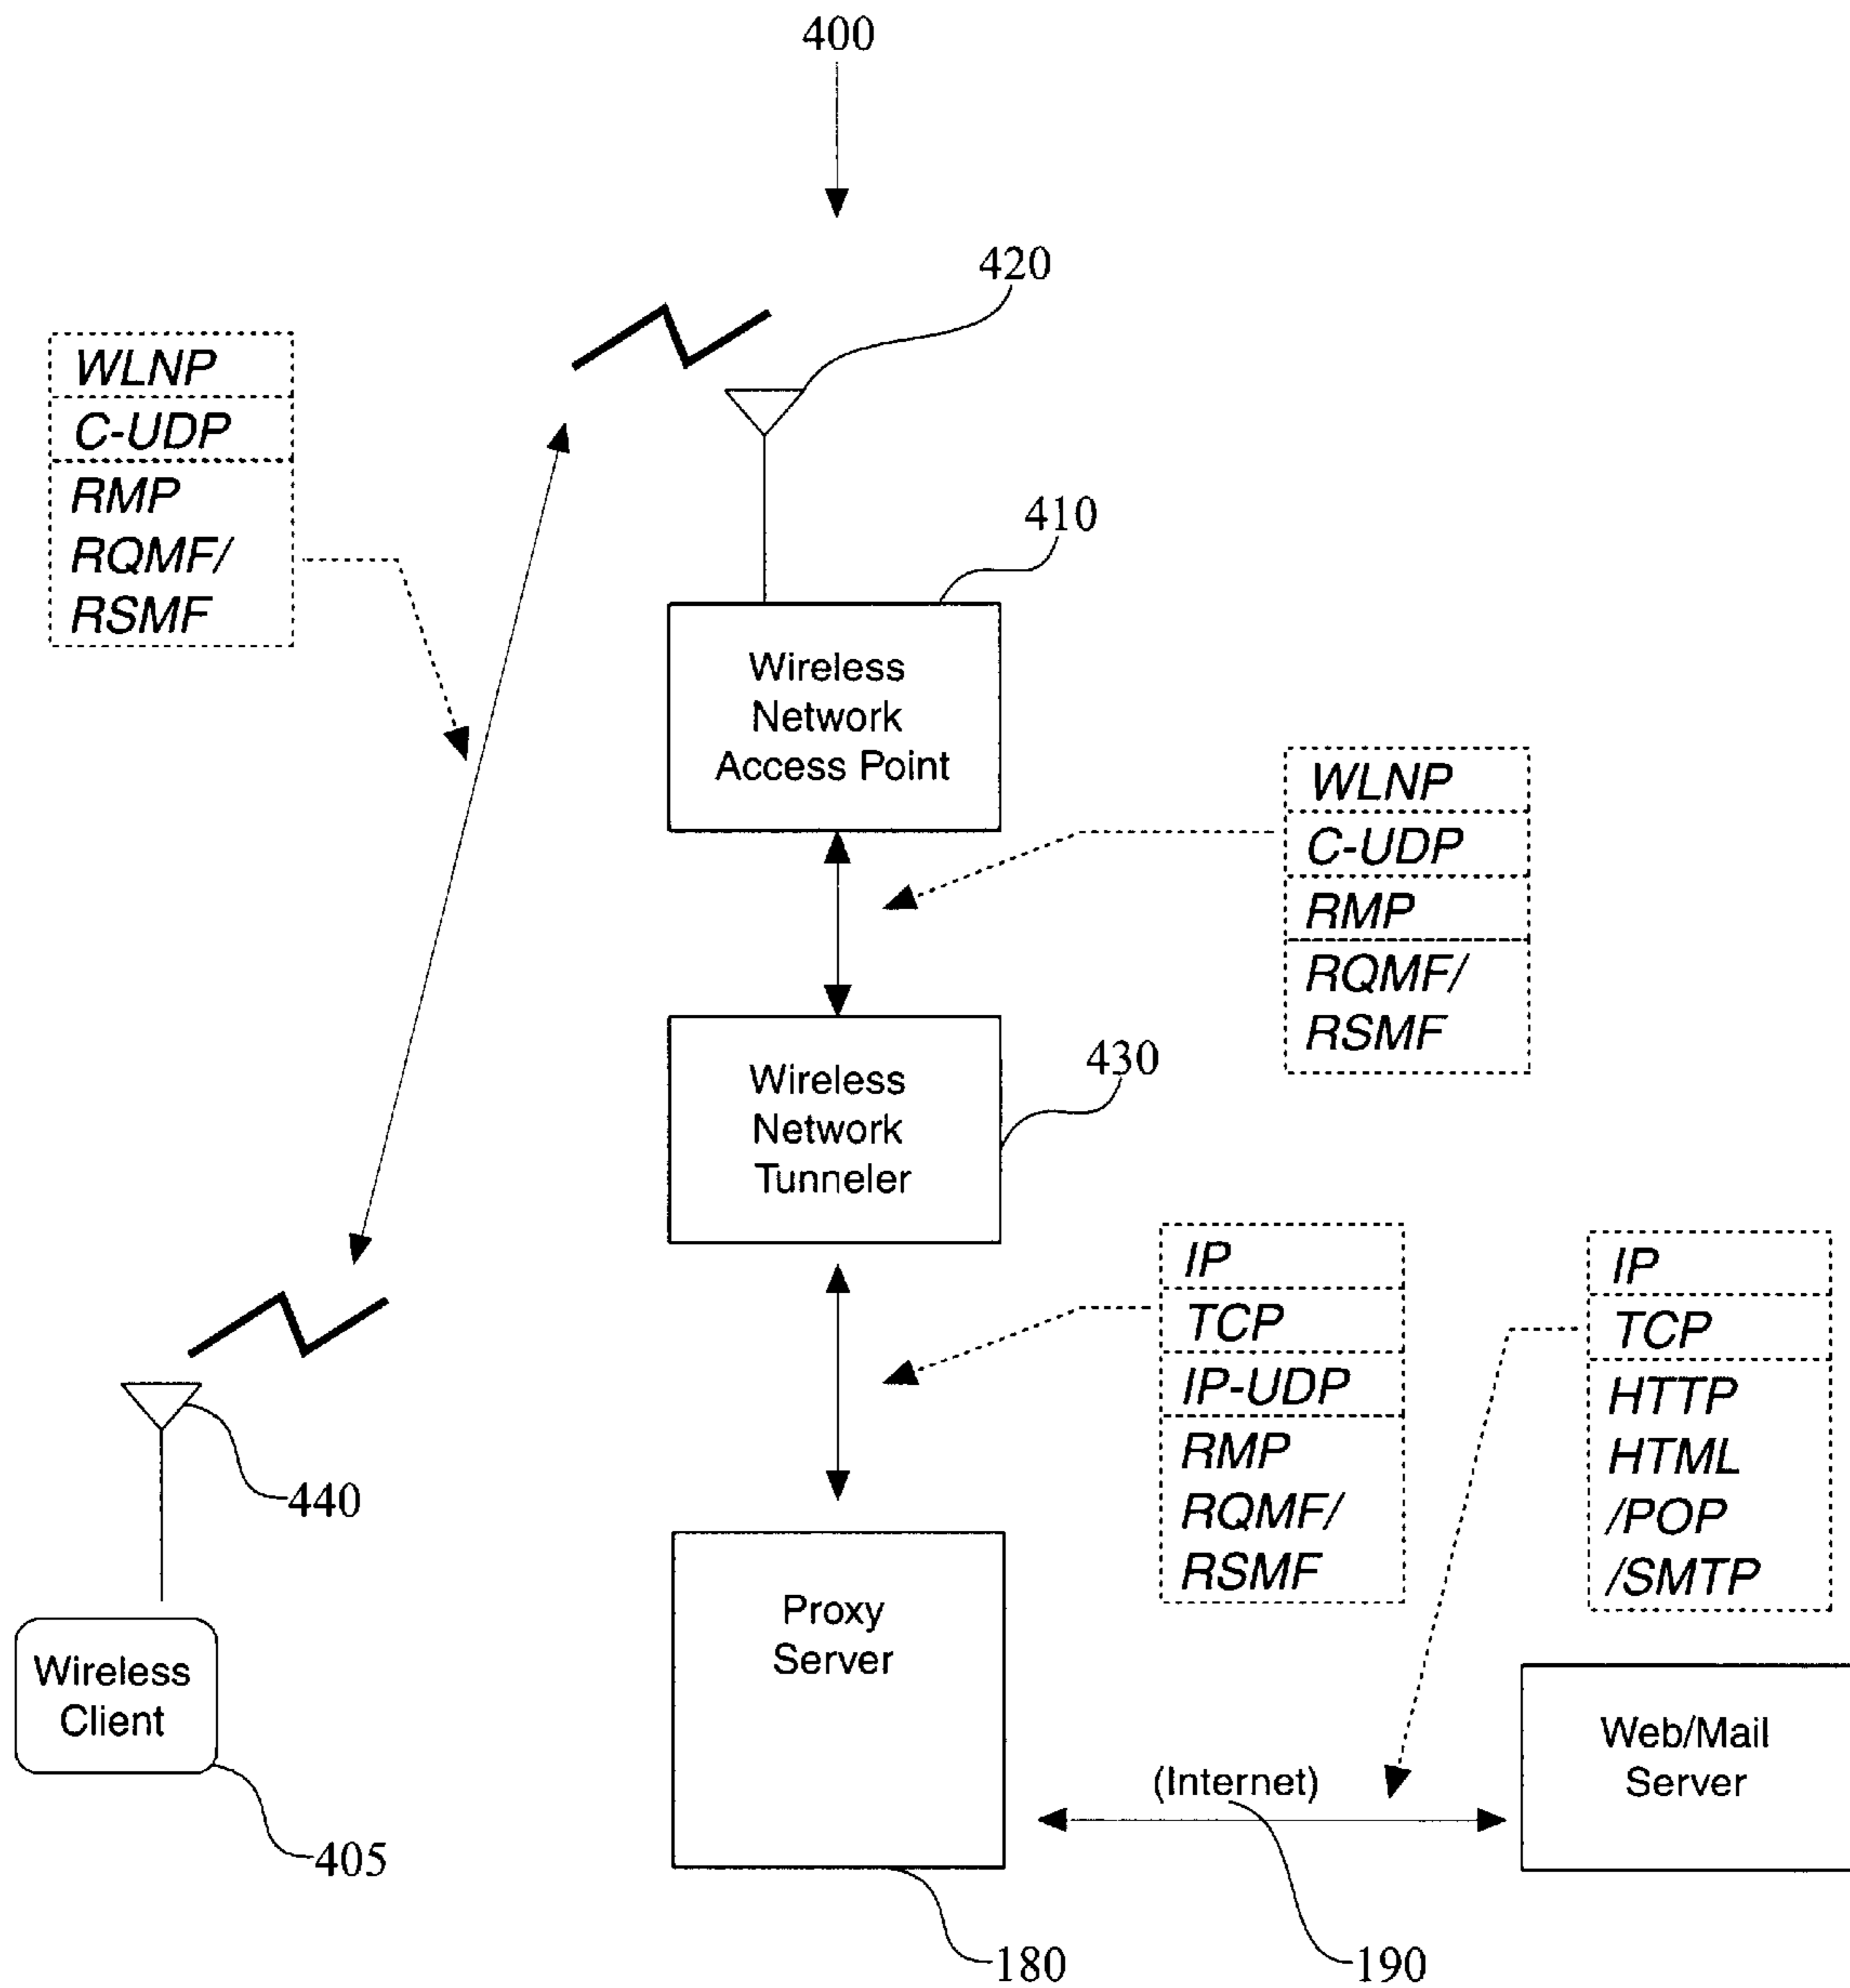 400
420
WLNP
C-UDP
RMP
RQMF/
RSMF
410
Wireless
Network
Access Point
WLNP
C-UDP
RMP
RQMF/
RSMF
430
Wireless
Network
Tunneler
IP
TCP
IP-UDP
RMP
RQMF/
RSMF
IP
TCP
HTTP
HTML
/POP
/SMTP
440
Wireless
Client
405
Proxy
Server
180
(Internet)
190
Web/Mail
Server